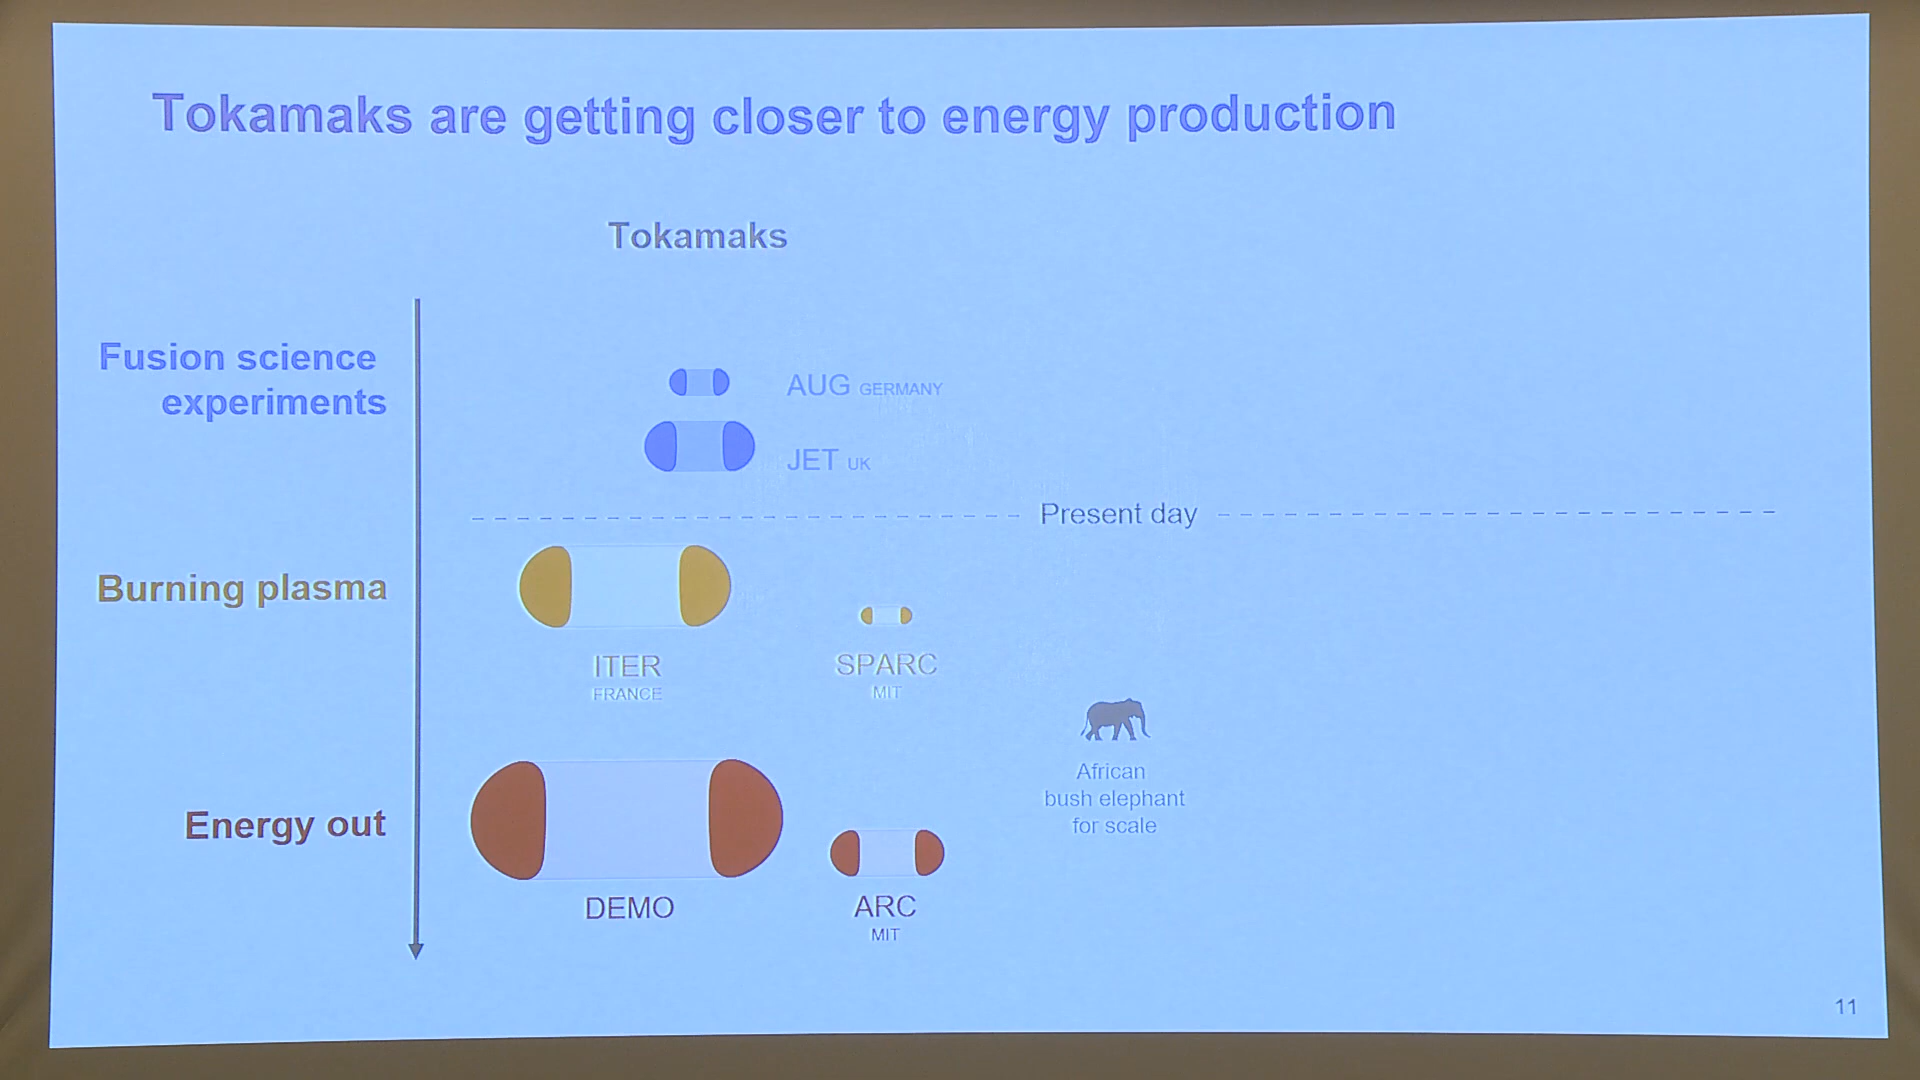 Tokamaks are getting closer to energy production
Tokamaks
Fusion science
experiments
AUG GERMANY
JET UK
Present day
Burning plasma
ITER
FRANCE
SPARC
MIT
African
bush elephant
for scale
Energy out
DEMO
ARC
MIT
11